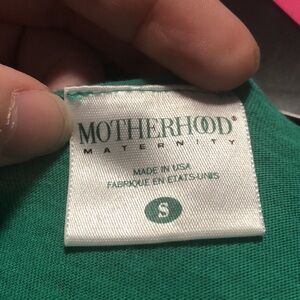 MOTHERHOOD®
MATERNITY
MADE IN USA
FABRIQUE EN ETATS-UNIS
S